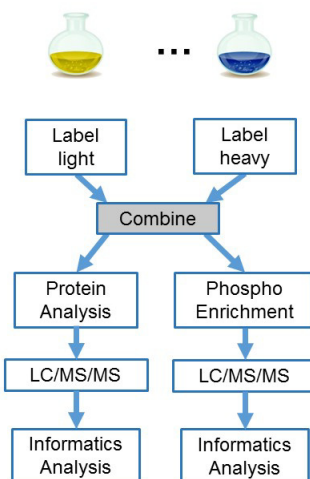 ...
Label
light
Label
heavy
Combine
Protein
Analysis
Phospho
Enrichment
LC/MS/MS
LC/MS/MS
Informatics
Analysis
Informatics
Analysis